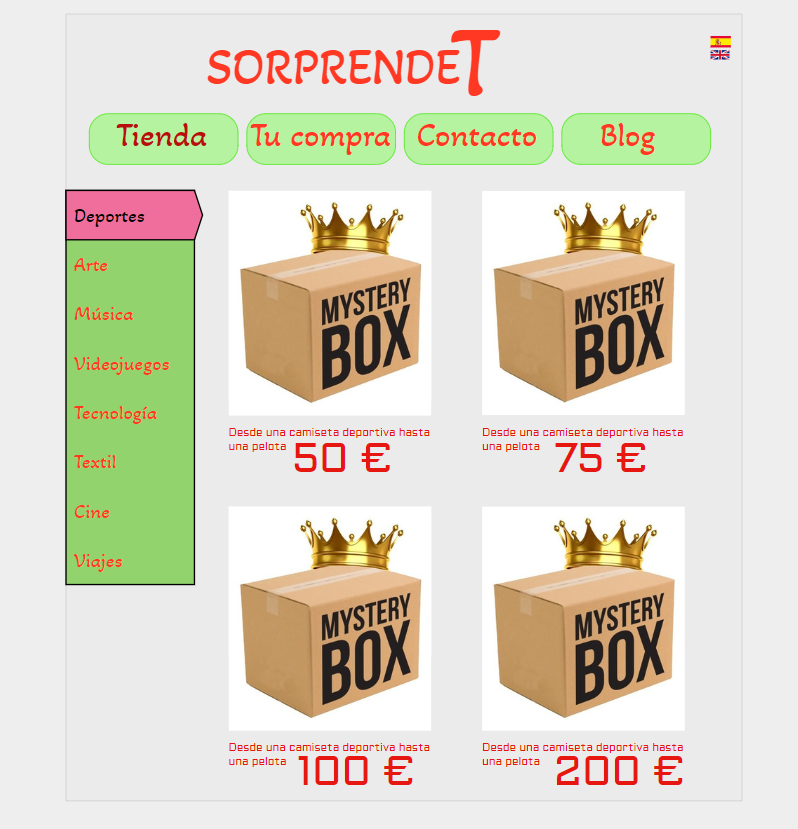 SORPRENDET
Tienda
Tu compra
Contacto
Blog
Deportes
Arte
Música
Videojuegos
Tecnología
Textil
Cine
Viajes
MYSTERY
BOX
Desde una camiseta deportiva hasta
una pelota 50 €
MYSTERY
BOX
Desde una camiseta deportiva hasta
una pelota 75 €
MYSTERY
BOX
Desde una camiseta deportiva hasta
una pelota 100 €
MYSTERY
BOX
Desde una camiseta deportiva hasta
una pelota 200 €